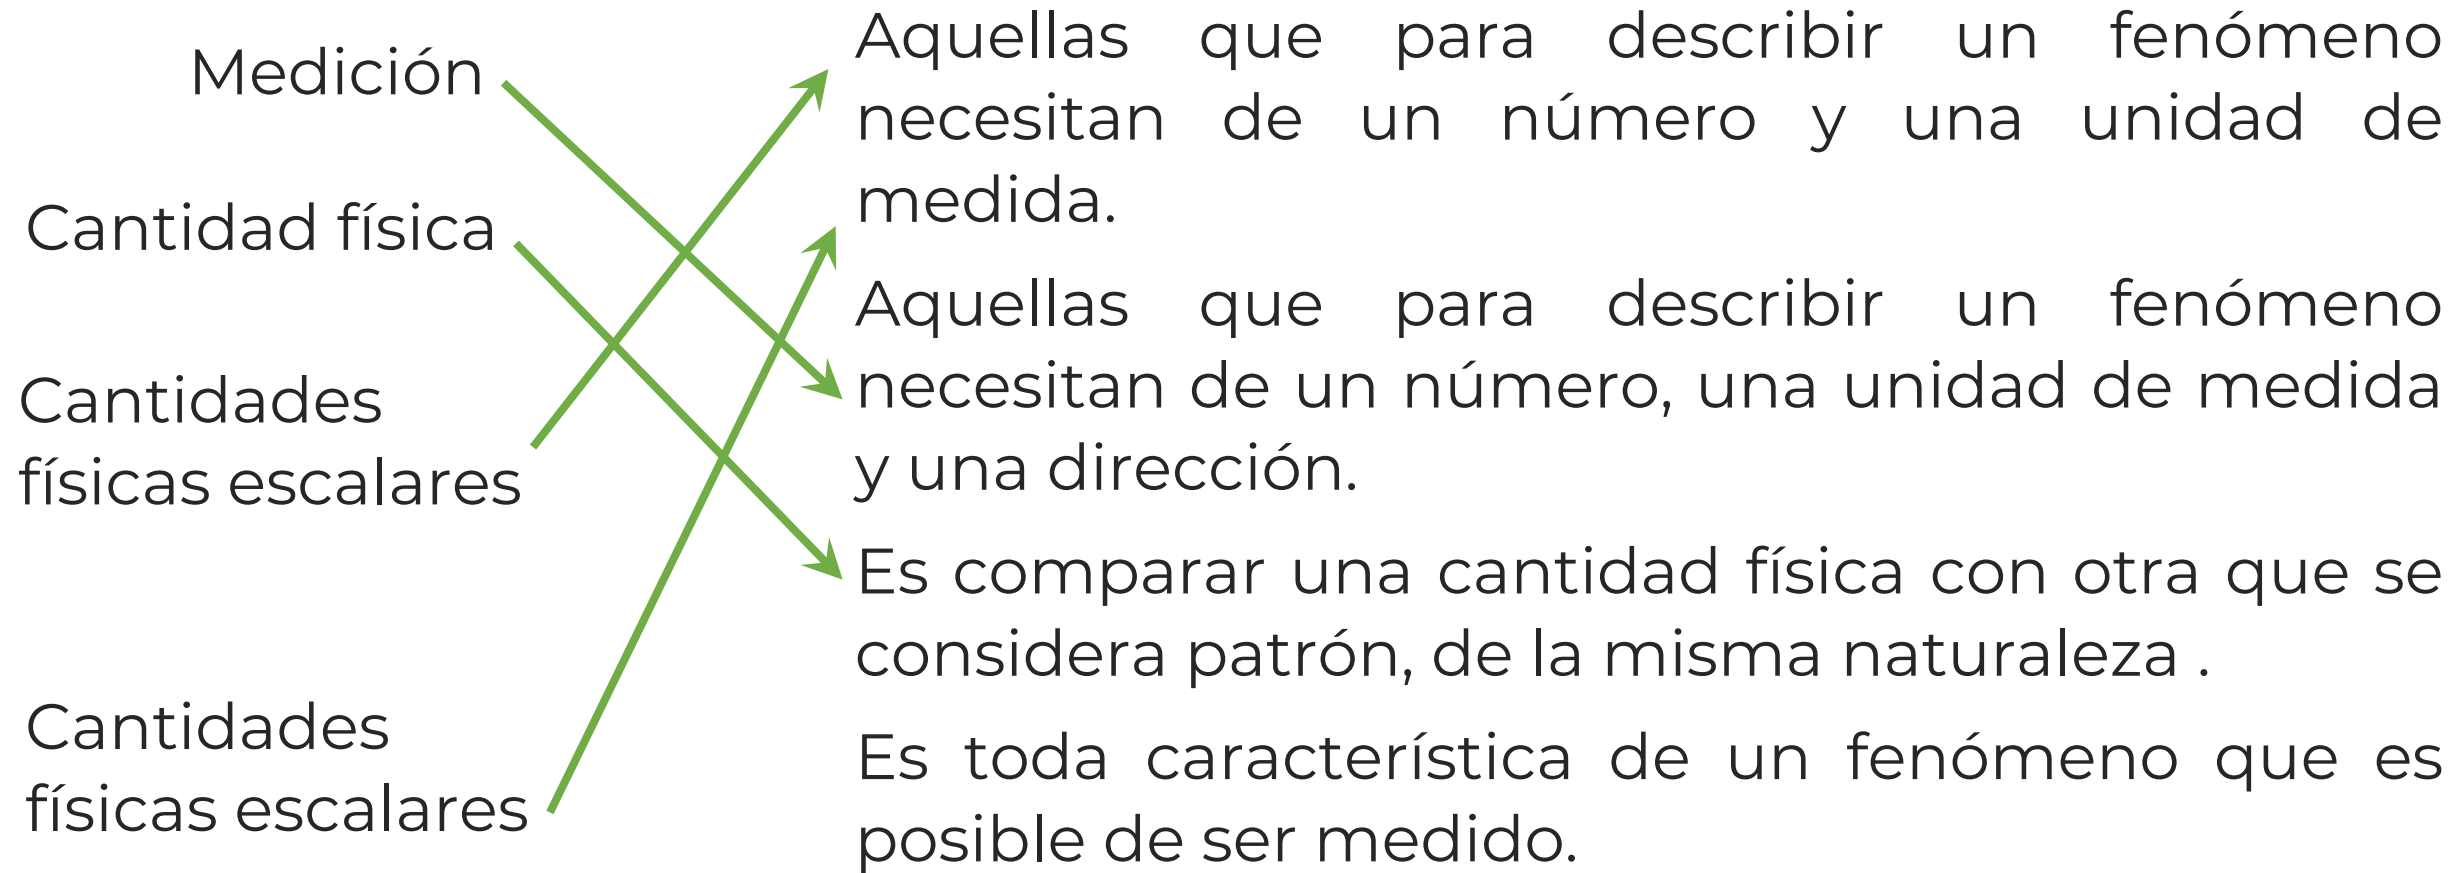 Medición
Cantidad física
Cantidades
físicas escalares
Cantidades
físicas escalares
Aquellas que para describir un fenómeno
necesitan de un número y una unidad de
medida.
Aquellas que para describir un fenómeno
necesitan de un número, una unidad de medida
y una dirección.
Es comparar una cantidad física con otra que se
considera patrón, de la misma naturaleza .
Es toda característica de un fenómeno que es
posible de ser medido.